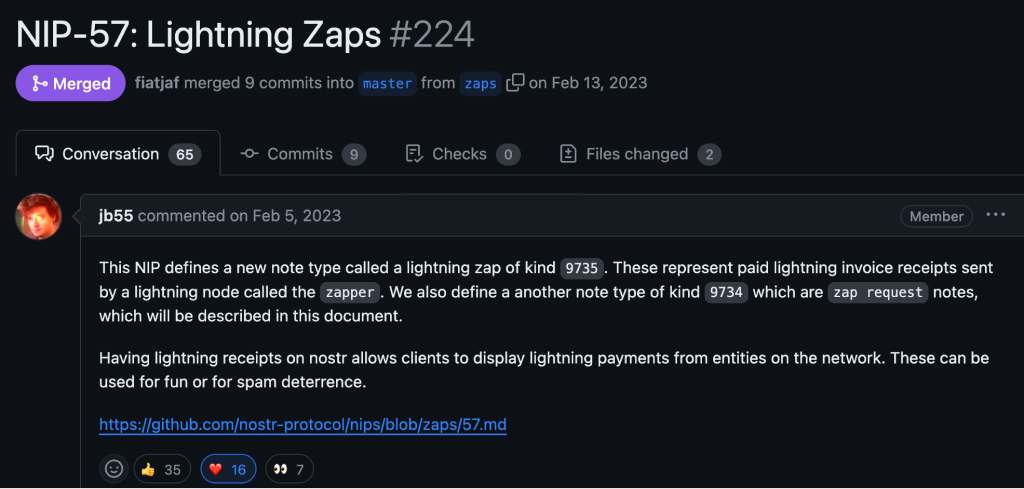 NIP-57: Lightning Zaps #224
Merged fiatjaf merged 9 commits into master from zaps on Feb 13, 2023
Conversation 65 Commits 9 Checks 0 Files changed 2
jb55 commented on Feb 5, 2023 Member
This NIP defines a new note type called a lightning zap of kind 9735. These represent paid lightning invoice receipts sent
by a lightning node called the zapper. We also define a another note type of kind 9734 which are zap request notes,
which will be described in this document.
Having lightning receipts on nostr allows clients to display lightning payments from entities on the network. These can be
used for fun or for spam deterrence.
https://github.com/nostr-protocol/nips/blob/zaps/57.md
👍 35 ❤️ 16 👀 7